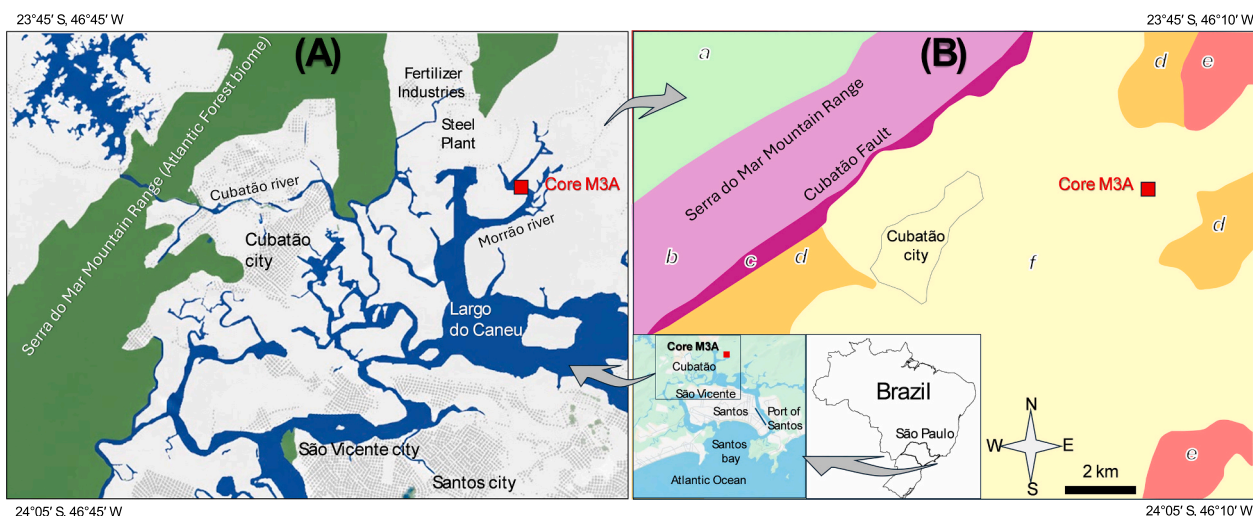 23°45′ S, 46°45′ W
23°45′ S, 46°10′ W
(A)
Fertilizer
Industries
Steel
Plant
Core M3A
Serra do Mar Mountain Range (Atlantic Forest biome)
Cubatão river
Morrão river
Cubatão
city
Largo
do Caneu
São Vicente city
Santos city
(B)
a
d
e
Serra do Mar Mountain Range
Cubatão Fault
Core M3A
Cubatão
city
b
c
d
f
d
e
Core M3A
Cubatão
São Vicente
Santos
Port of
Santos
Santos
bay
Atlantic Ocean
Brazil
São Paulo
N
W
E
S
2 km
24°05′ S, 46°45′ W
24°05′ S, 46°10′ W